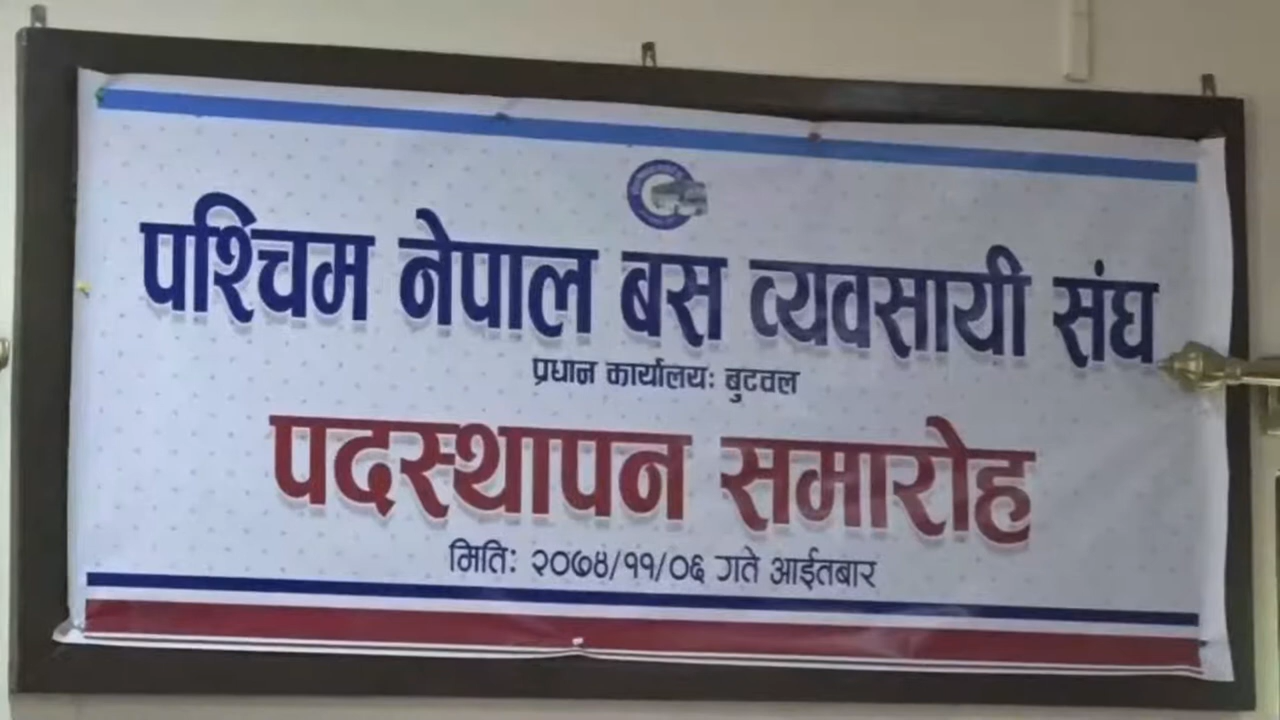 पश्चिम नेपाल बस व्यवसायी संघ
प्रधान कार्यालयः बुटवल
पदस्थापन समारोह
मितिः २०७४/११/०६ गते आईतबार